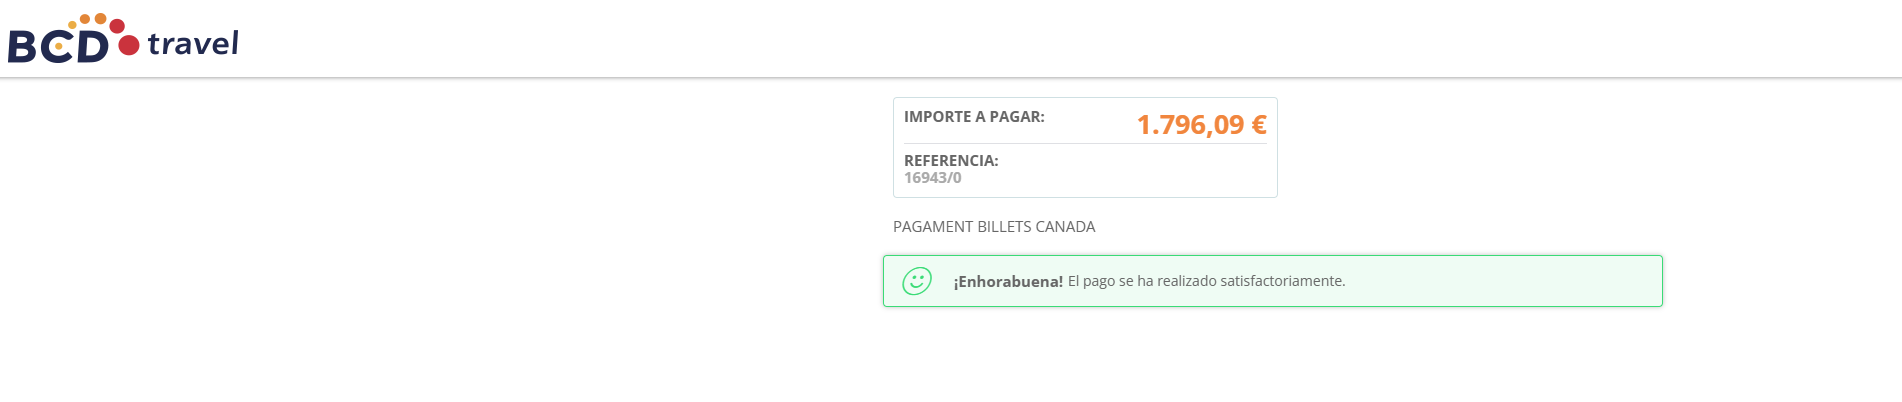 BCD travel
IMPORTE A PAGAR: 1.796,09 €
REFERENCIA:
16943/0
PAGAMENT BILLETS CANADA
¡Enhorabuena! El pago se ha realizado satisfactoriamente.